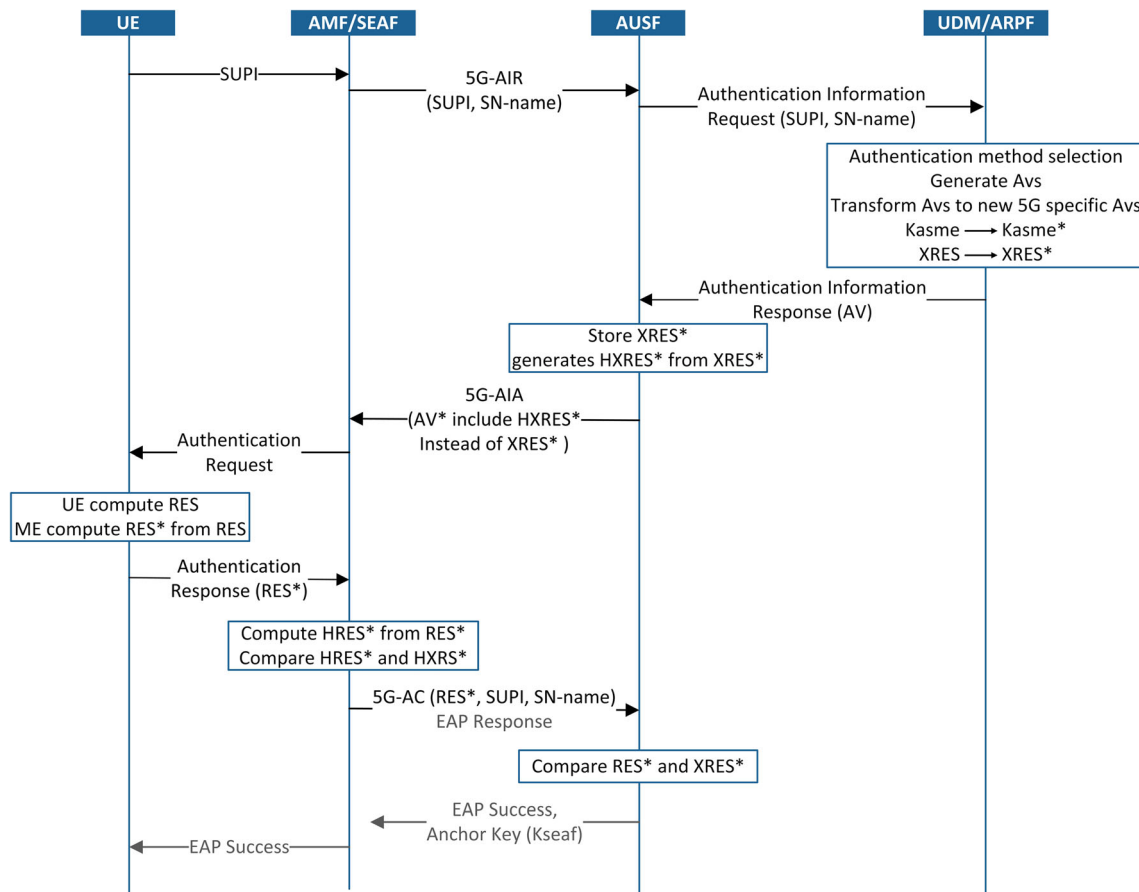 UE
AMF/SEAF
AUSF
UDM/ARPF
SUPI
5G-AIR
(SUPI, SN-name)
Authentication Information
Request (SUPI, SN-name)
Authentication method selection
Generate Avs
Transform Avs to new 5G specific Avs
Kasme → Kasme*
XRES → XRES*
Authentication Information
Response (AV)
Store XRES*
generates HXRES* from XRES*
5G-AIA
(AV* include HXRES*
Instead of XRES* )
Authentication
Request
UE compute RES
ME compute RES* from RES
Authentication
Response (RES*)
Compute HRES* from RES*
Compare HRES* and HXRS*
5G-AC (RES*, SUPI, SN-name)
EAP Response
Compare RES* and XRES*
EAP Success,
Anchor Key (Kseaf)
EAP Success